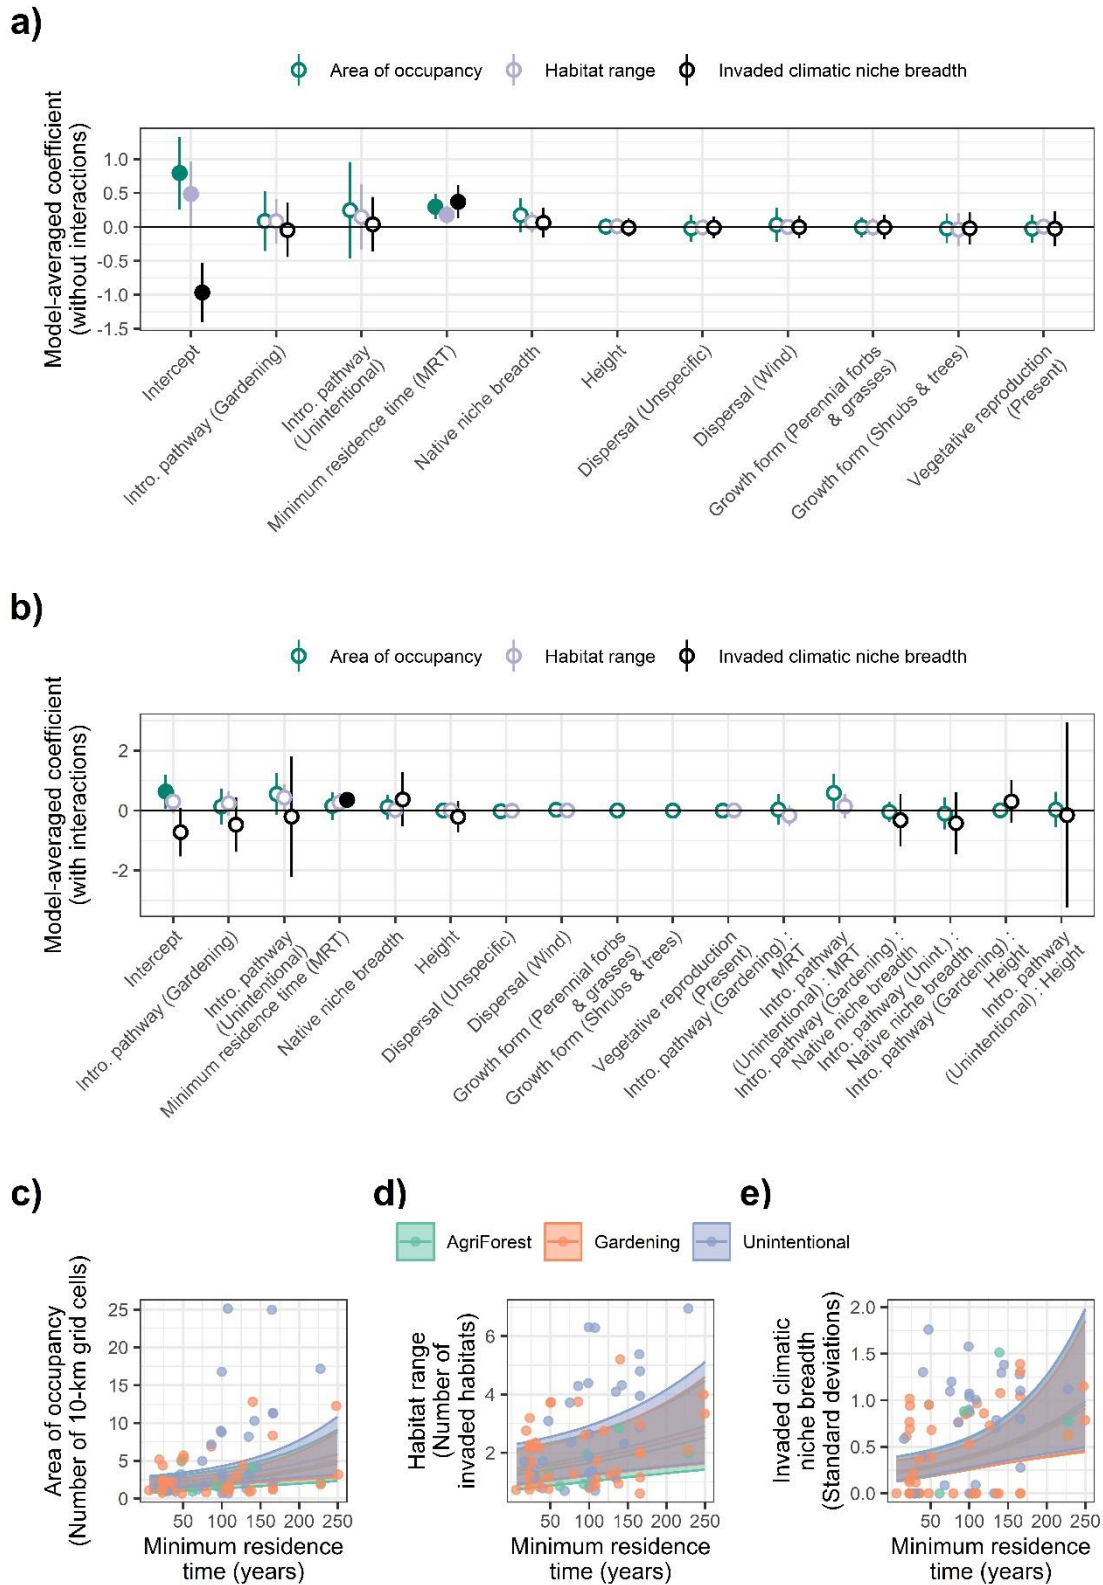 a)
Area of occupancy
Habitat range
Invaded climatic niche breadth
Model-averaged coefficient
(without interactions)
1.0
0.5
0.0
-0.5
-1.0
-1.5
Intercept
Intro. pathway (Gardening)
Intro. pathway
(Unintentional)
Minimum residence time (MRT)
Native niche breadth
Height
Dispersal (Unspecific)
Dispersal (Wind)
Growth form (Perennial forbs
& grasses)
Growth form (Shrubs & trees)
Vegetative reproduction
(Present)
b)
Area of occupancy
Habitat range
Invaded climatic niche breadth
Model-averaged coefficient
(with interactions)
2
0
-2
Intercept
Intro. pathway (Gardening)
Intro. pathway
(Unintentional)
Minimum residence time (MRT)
Native niche breadth
Height
Dispersal (Unspecific)
Dispersal (Wind)
Growth form (Perennial forbs
& grasses)
Growth form (Shrubs & trees)
Vegetative reproduction
(Present)
Intro. pathway (Gardening) :
MRT
Intro. pathway
(Unintentional) : MRT
Intro. pathway (Gardening) :
Native niche breadth
Intro. pathway (Unint.) :
Native niche breadth
Intro. pathway (Gardening) :
Height
Intro. pathway
(Unintentional) : Height
c)
d)
e)
AgriForest
Gardening
Unintentional
Area of occupancy
(Number of 10-km grid cells)
25
20
15
10
5
0
50 100 150 200 250
Minimum residence
time (years)
Habitat range
(Number of
invaded habitats)
6
4
2
50 100 150 200 250
Minimum residence
time (years)
Invaded climatic
niche breadth
(Standard deviations)
2.0
1.5
1.0
0.5
0.0
50 100 150 200 250
Minimum residence
time (years)